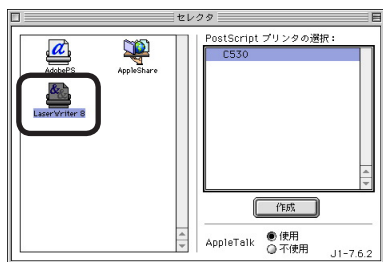 セレクタ
PostScript プリンタの選択：
C530
AdobePS
AppleShare
LaserWriter 8
作成
AppleTalk
使用
不使用
J1-7.6.2